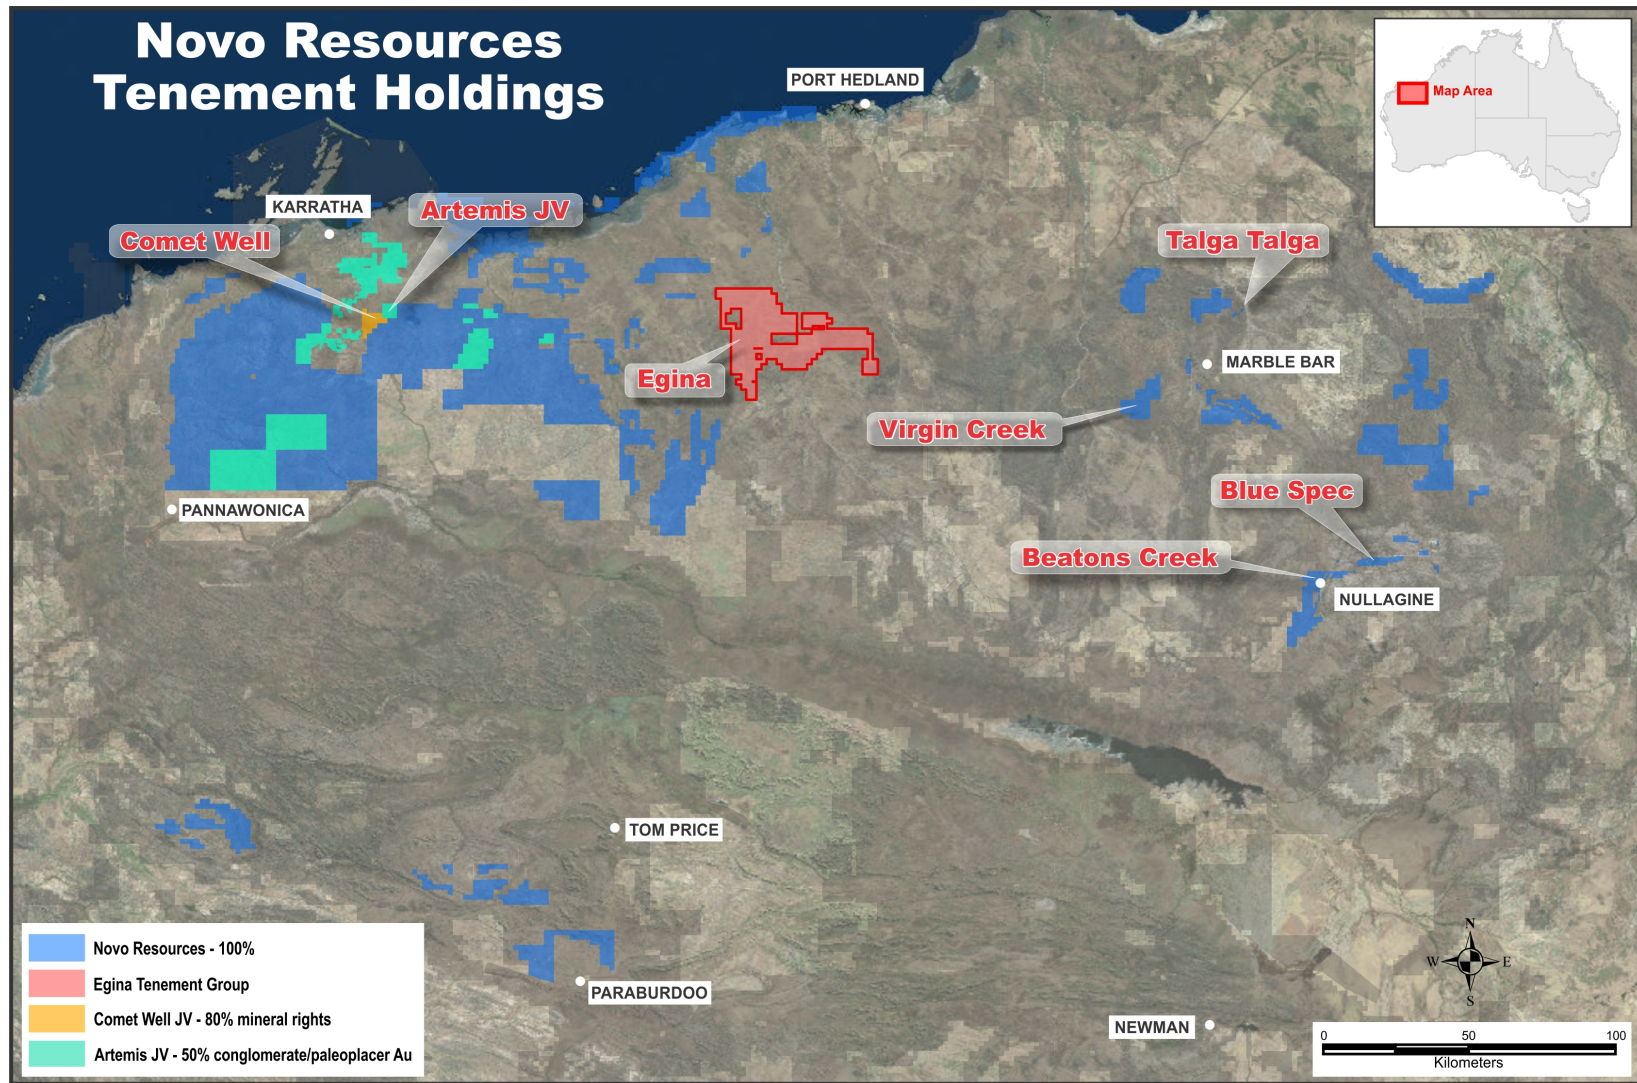 Novo Resources
Tenement Holdings
PORT HEDLAND
Map Area
KARRATHA
Artemis JV
Comet Well
Talga Talga
MARBLE BAR
Egina
Virgin Creek
Blue Spec
PANNAWONICA
Beatons Creek
NULLAGINE
TOM PRICE
PARABURDOO
NEWMAN
Novo Resources - 100%
Egina Tenement Group
Comet Well JV - 80% mineral rights
Artemis JV - 50% conglomerate/paleoplacer Au
N
W E
S
0 50 100
Kilometers